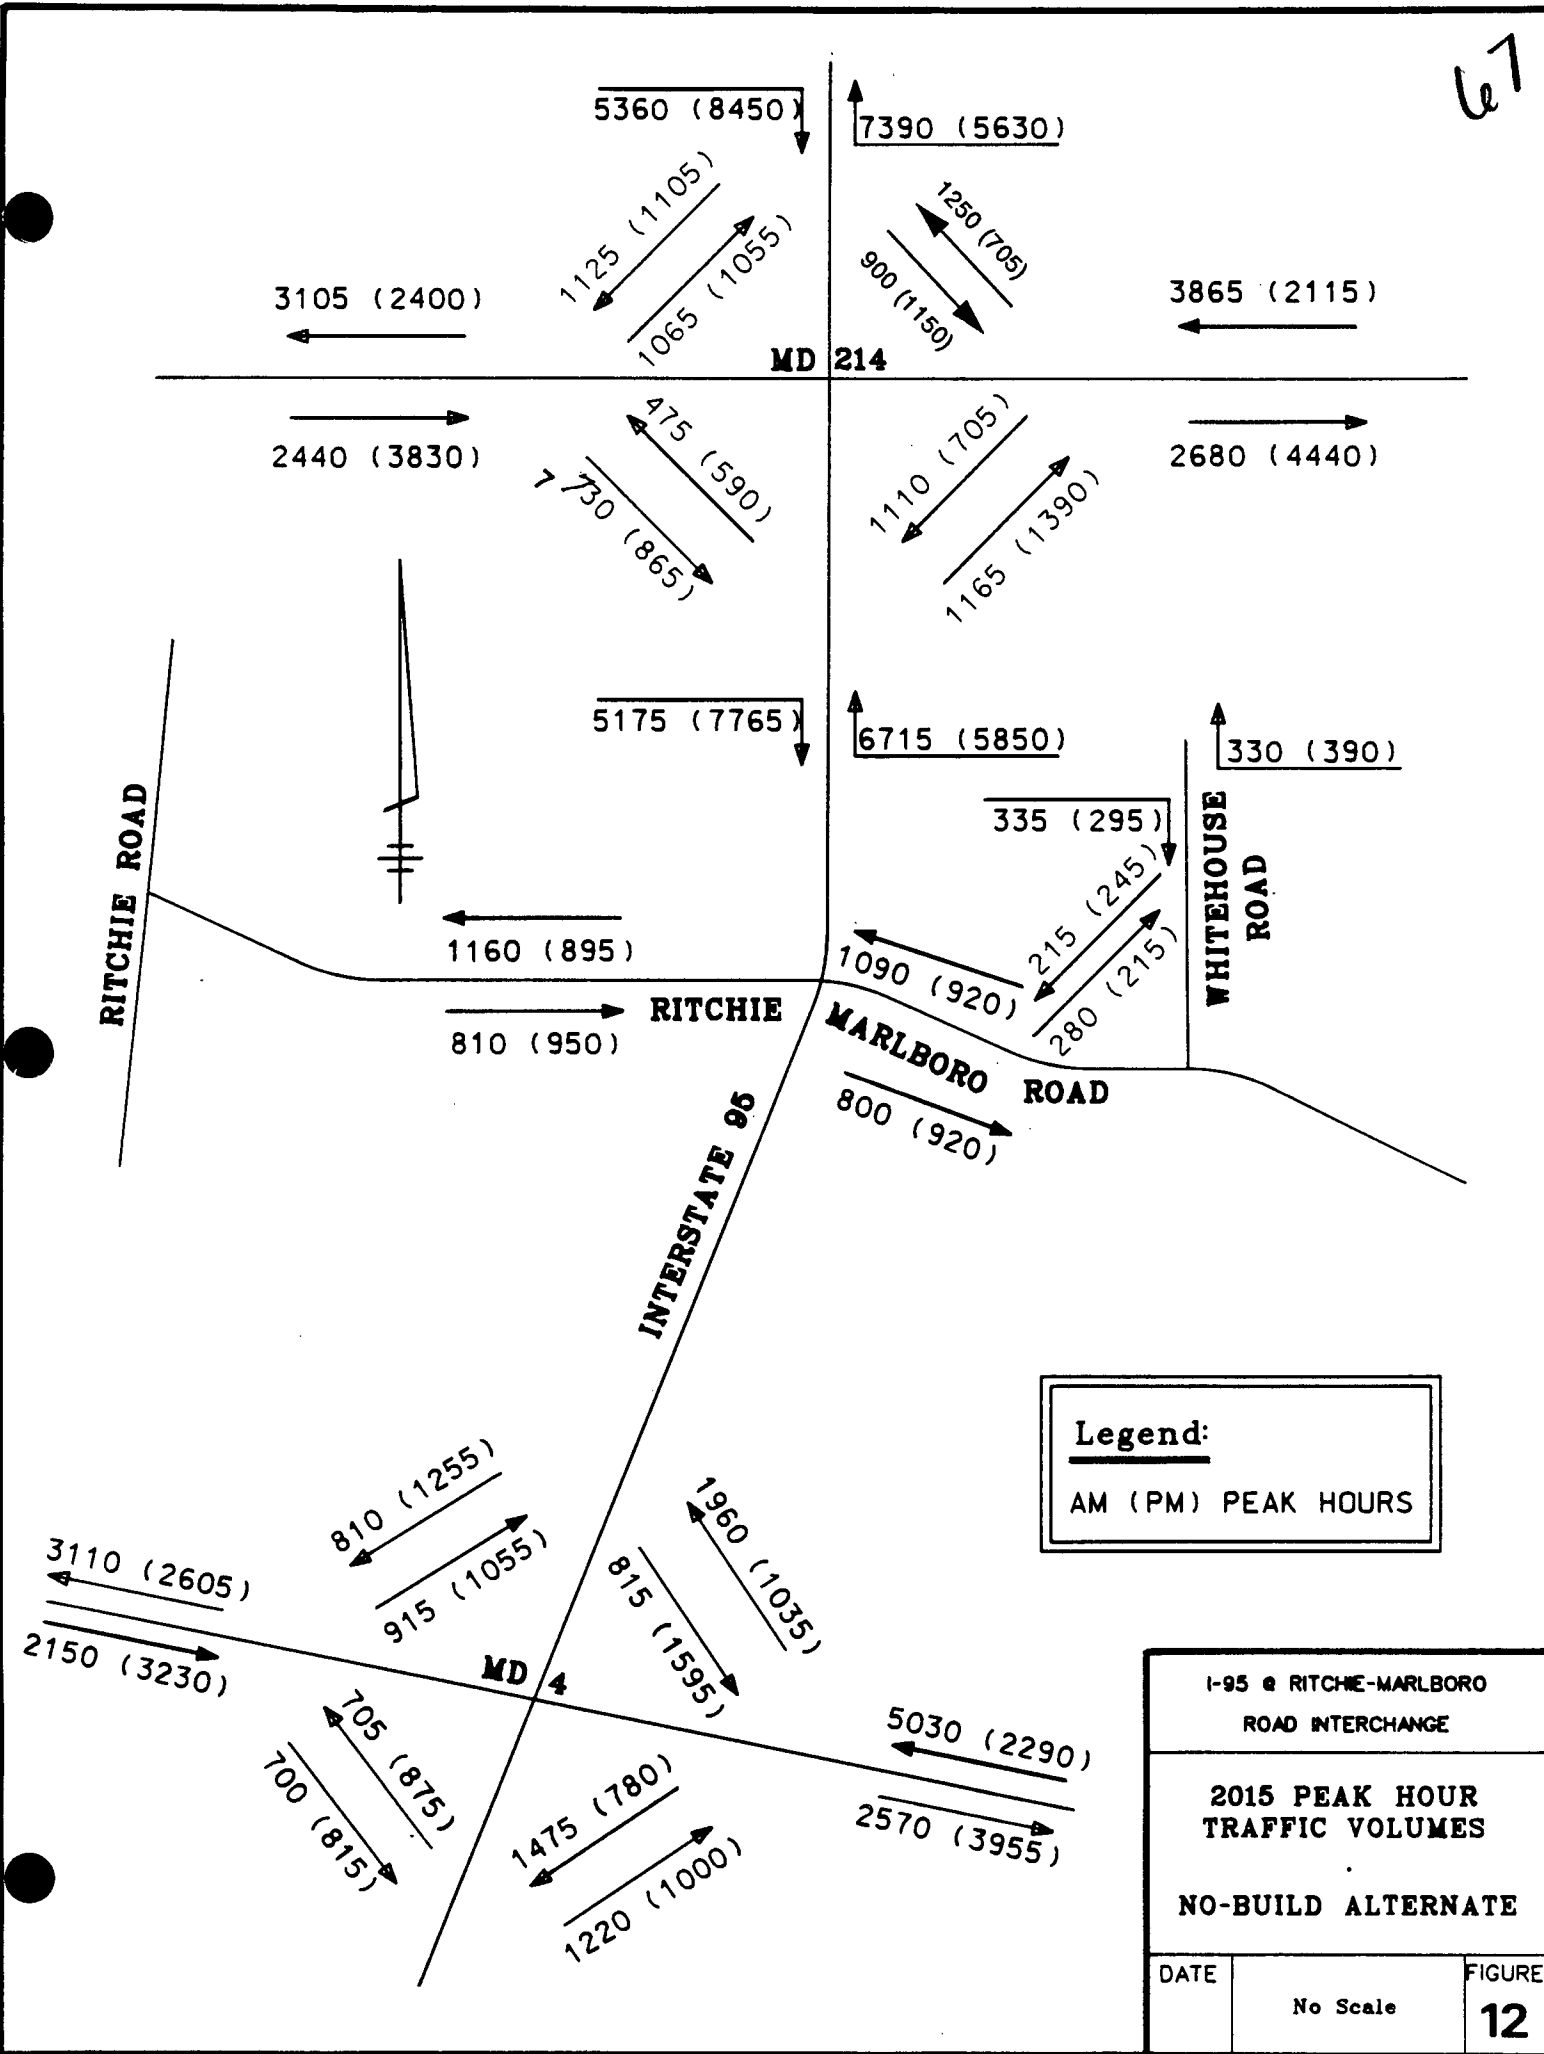 67
5360 (8450)
7390 (5630)
1125 (1105)
1065 (1055)
1250 (705)
900 (1150)
3105 (2400)
3865 (2115)
MD 214
2440 (3830)
475 (590)
7 730 (865)
1110 (705)
1165 (1390)
2680 (4440)
5175 (7765)
6715 (5850)
330 (390)
335 (295)
RITCHIE ROAD
WHITEHOUSE
ROAD
215 (245)
280 (215)
1160 (895)
1090 (920)
810 (950)
RITCHIE MARLBORO ROAD
800 (920)
INTERSTATE 95
Legend:
AM (PM) PEAK HOURS
810 (1255)
915 (1055)
1960 (1035)
815 (1595)
3110 (2605)
2150 (3230)
MD 4
705 (875)
700 (815)
1475 (780)
1220 (1000)
5030 (2290)
2570 (3955)
I-95 @ RITCHIE-MARLBORO
ROAD INTERCHANGE
2015 PEAK HOUR
TRAFFIC VOLUMES
NO-BUILD ALTERNATE
DATE
No Scale
FIGURE
12